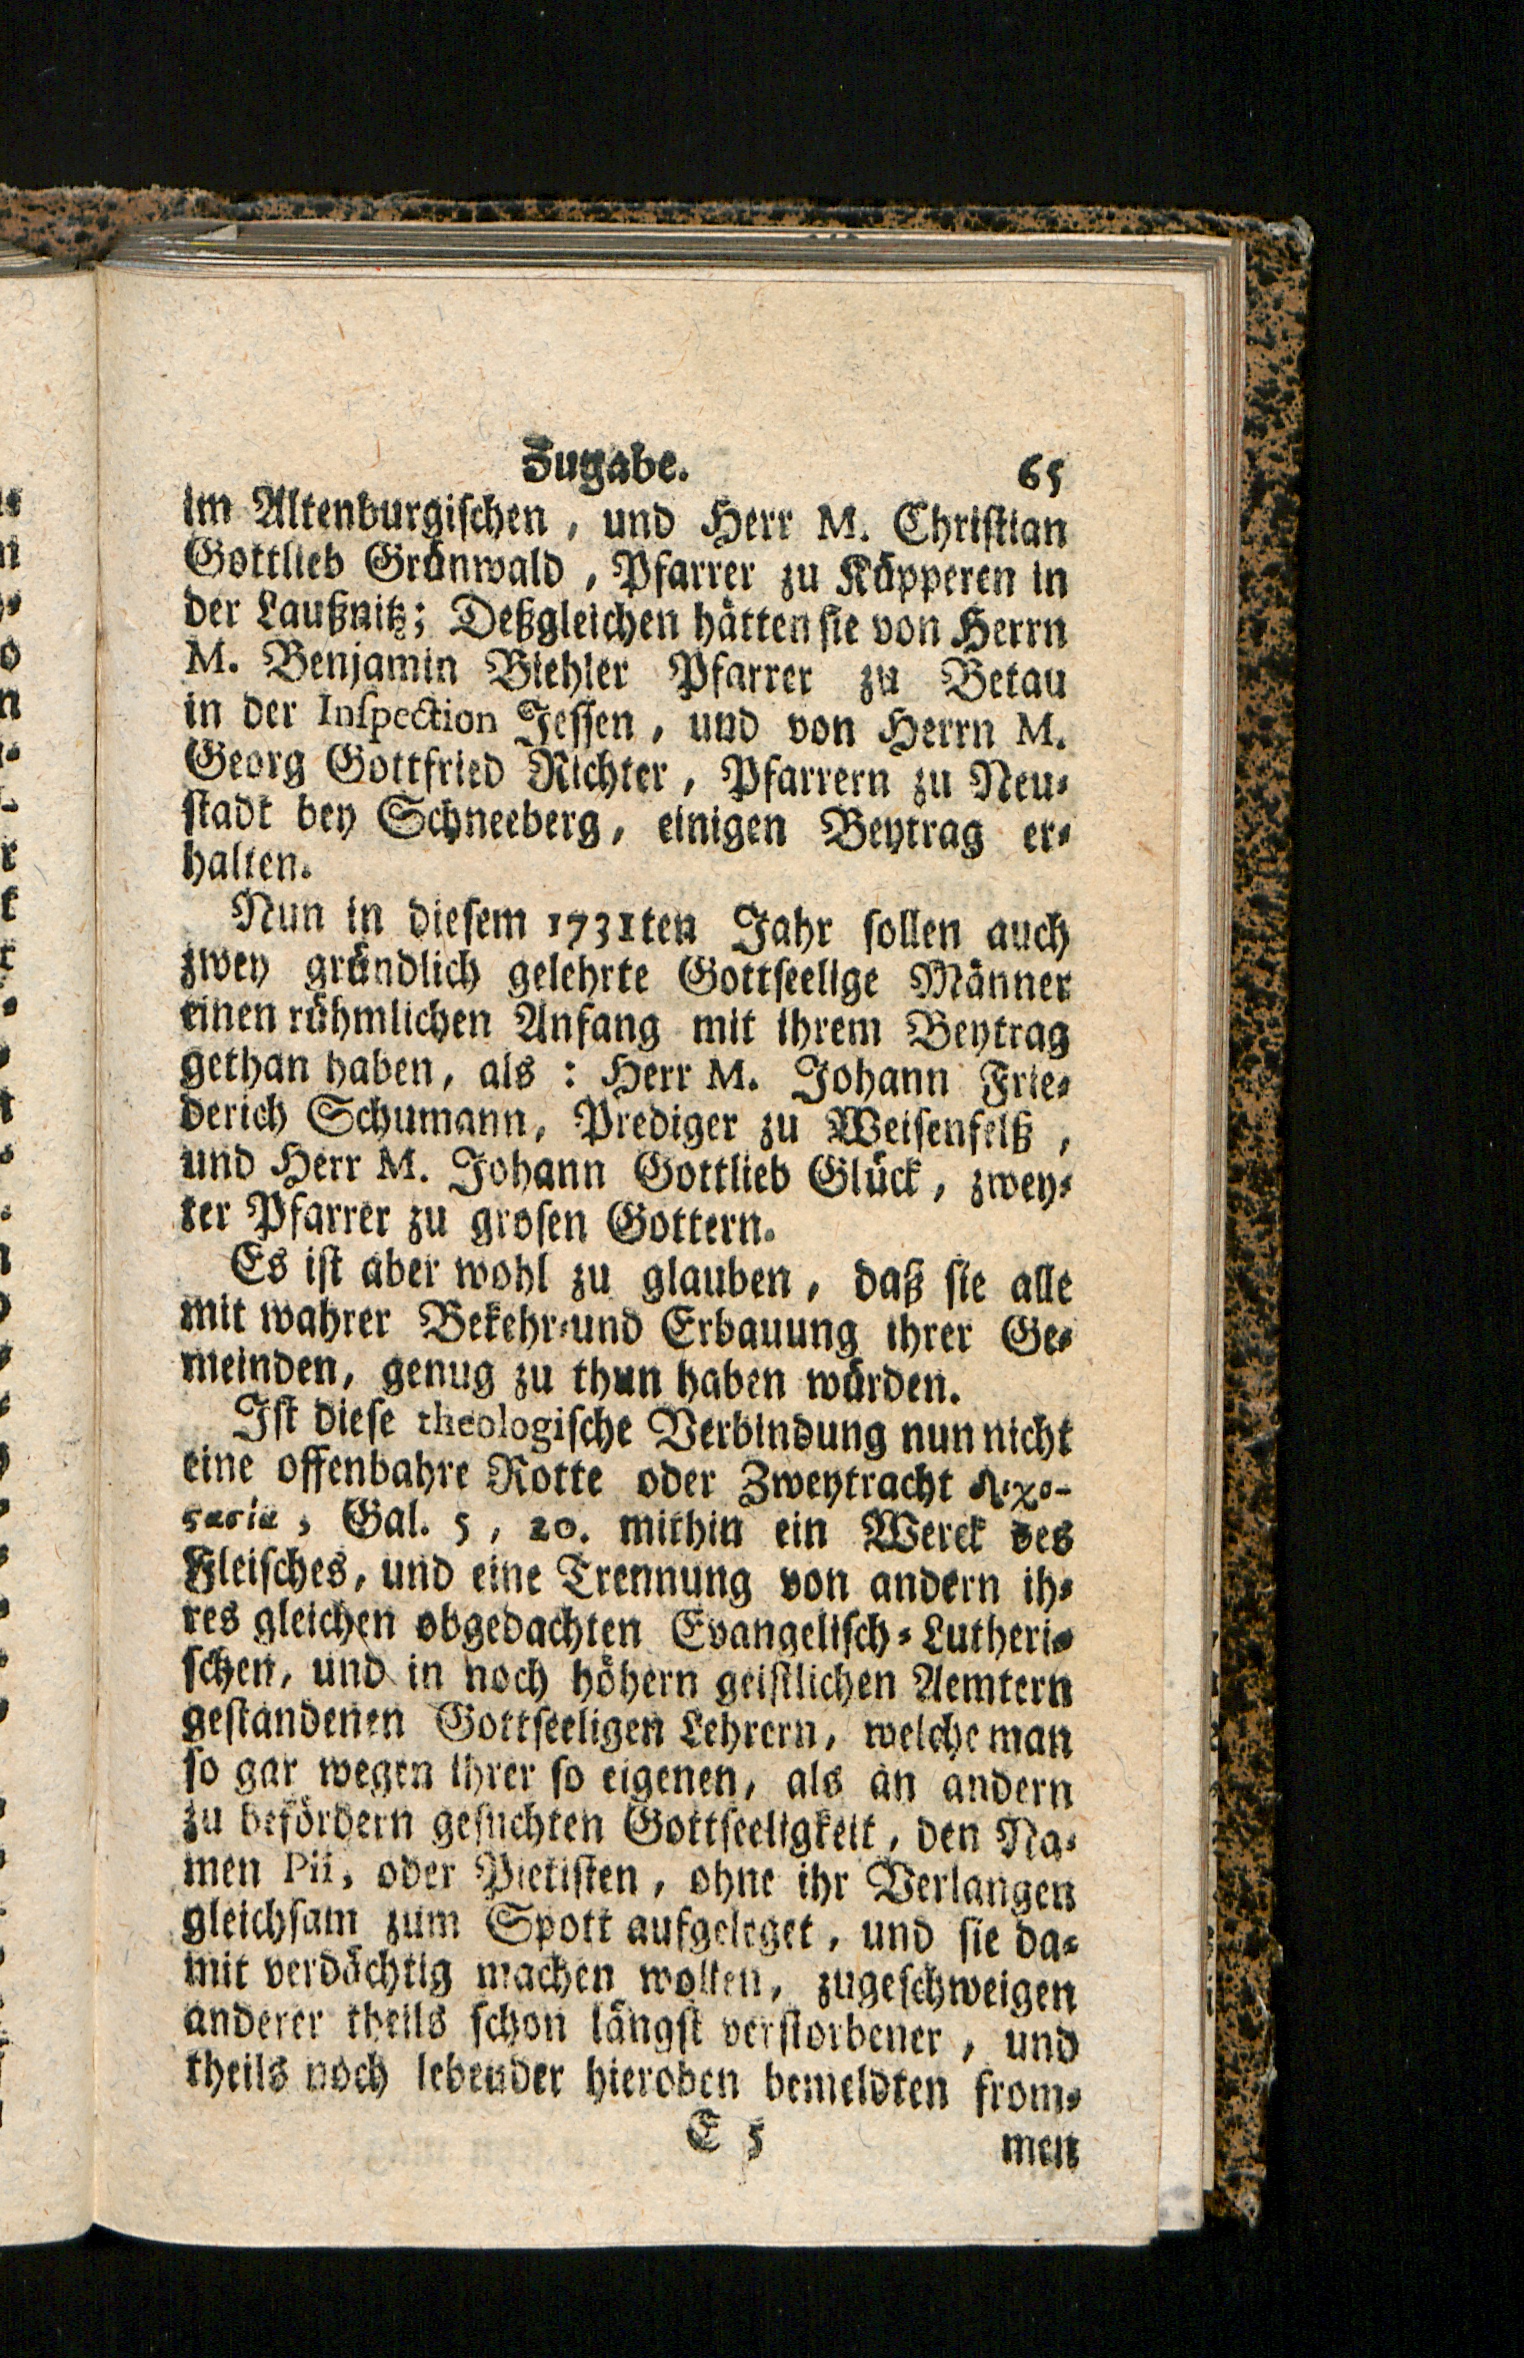 Zugabe. 65
im Altenburgischen, und Herr M. Christian
Gottlieb Grünwald, Pfarrer zu Küpperen in
der Laußnitz; Deßgleichen hätten sie von Herrn
M. Benjamin Biehler Pfarrer zu Betau
in der Inspection Jessen, und von Herrn M.
Georg Gottfried Richter, Pfarrern zu Neu-
stadt bey Schneeberg, einigen Beytrag er-
halten.
Nun in diesem 1731ten Jahr sollen auch
zwey gründlich gelehrte Gottseelige Männer
einen rühmlichen Anfang mit ihrem Beytrag
gethan haben, als: Herr M. Johann Frie-
derich Schumann, Prediger zu Weisenfelß,
und Herr M. Johann Gottlieb Glück, zwey-
ter Pfarrer zu grosen Gottern.
Es ist aber wohl zu glauben, daß sie alle
mit wahrer Bekehr-und Erbauung ihrer Ge-
meinden, genug zu thun haben würden.
Ist diese theologische Verbindung nun nicht
eine offenbahre Rotte oder Zweytracht διχο-
ςασία, Gal. 5, 20. mithin ein Werck des
Fleisches, und eine Trennung von andern ih-
res gleichen obgedachten Evangelisch-Lutheri-
schen, und in noch höhern geistlichen Aemtern
gestandenen Gottseeligen Lehrern, welche man
so gar wegen ihrer so eigenen, als an andern
zu befördern gesuchten Gottseeligkeit, den Na-
men Pii, oder Pietisten, ohne ihr Verlangen
gleichsam zum Spott aufgeleget, und sie da-
mit verdächtig machen wollen, zugeschweigen
anderer theils schon längst verstorbener, und
theils noch lebender hieroben bemeldten from-
E 5 men